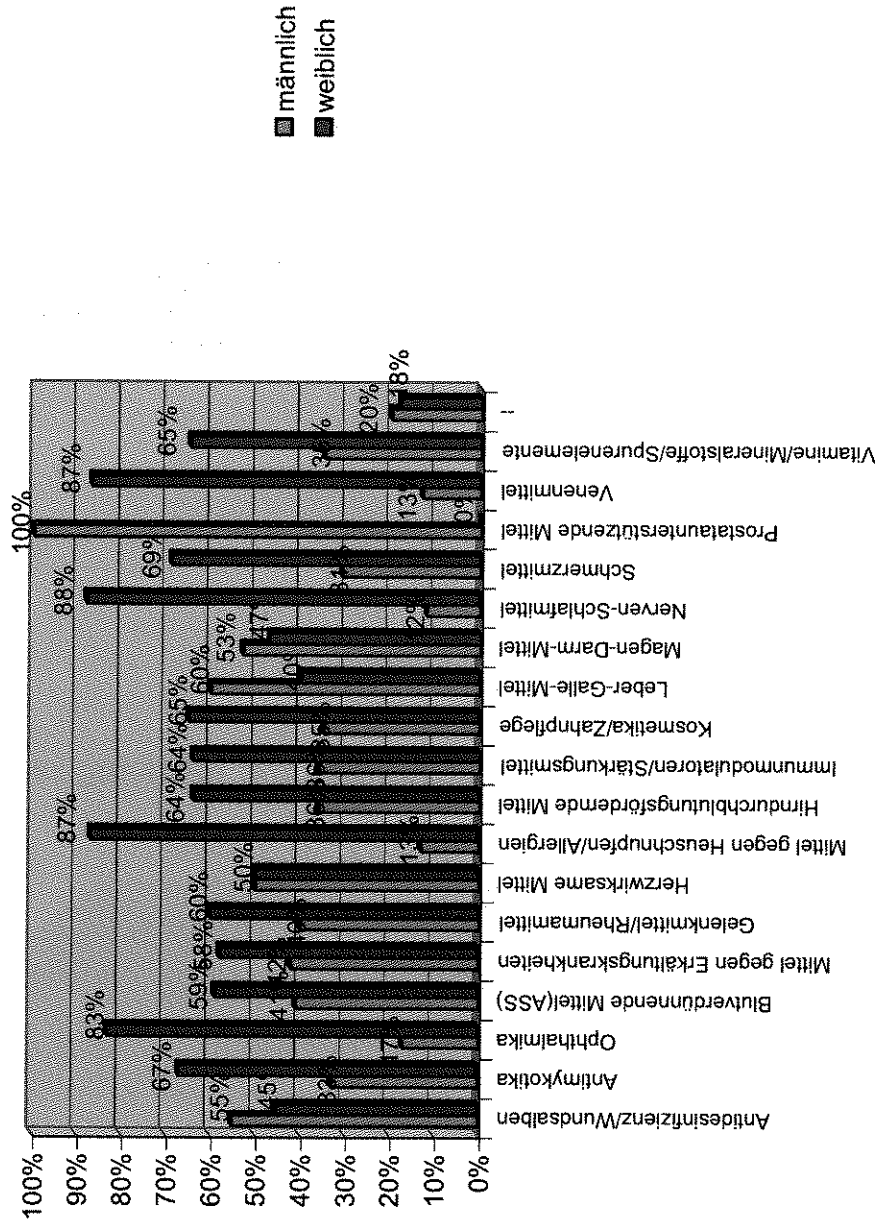 100%
90%
80%
70%
60%
50%
40%
30%
20%
10%
0%
55%
45%
67%
83%
59%
58%
60%
50%
87%
64%
64%
65%
60%
53%
47%
88%
69%
100%
0%
87%
13%
65%
20%
18%
Antidesinfizienz/Wundsalben
Antimykotika
Ophthalmika
Blutverdünnende Mittel(ASS)
Mittel gegen Erkältungskrankheiten
Gelenkmittel/Rheumamittel
Herzwirksame Mittel
Mittel gegen Heuschnupfen/Allergien
Hirndurchblutungsfördernde Mittel
Immunmodulatoren/Stärkungsmittel
Kosmetika/Zahnpflege
Leber-Galle-Mittel
Magen-Darm-Mittel
Nerven-Schlafmittel
Schmerzmittel
Prostataunterstützende Mittel
Venenmittel
Vitamine/Mineralstoffe/Spurenelemente
--
männlich
weiblich